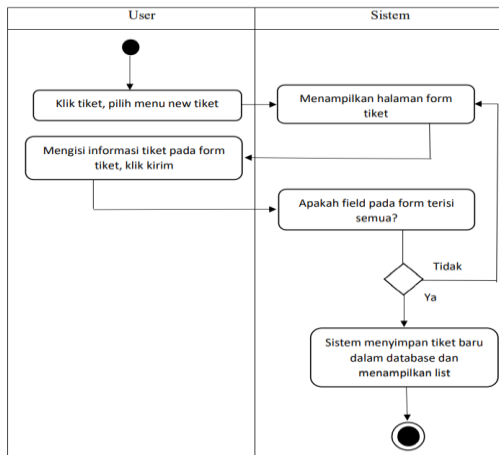 User
Sistem
Klik tiket, pilih menu new tiket
Menampilkan halaman form
tiket
Mengisi informasi tiket pada form
tiket, klik kirim
Apakah field pada form terisi
semua?
Tidak
Ya
Sistem menyimpan tiket baru
dalam database dan
menampilkan list